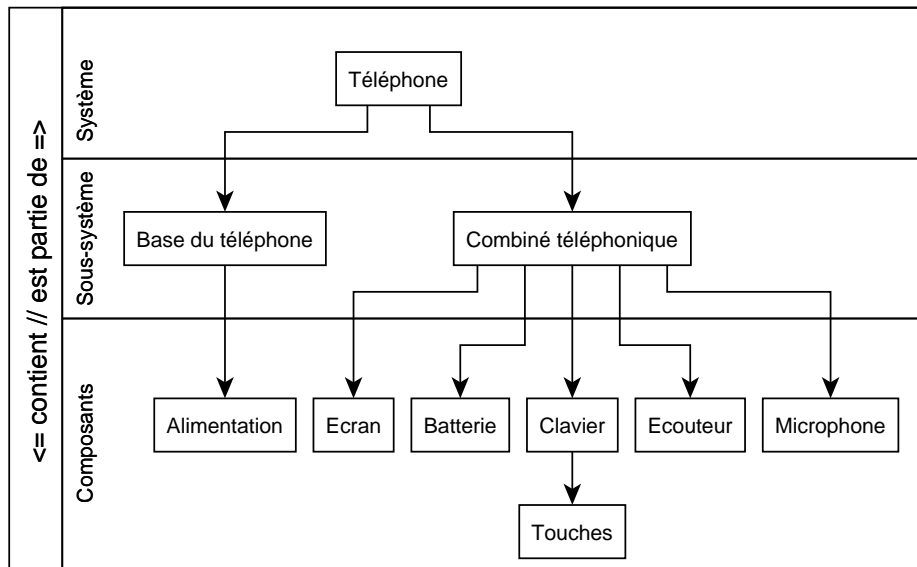 <= contient // est partie de =>
Système
Téléphone
Sous-système
Base du téléphone
Combiné téléphonique
Composants
Alimentation
Ecran
Batterie
Clavier
Ecouteur
Microphone
Touches